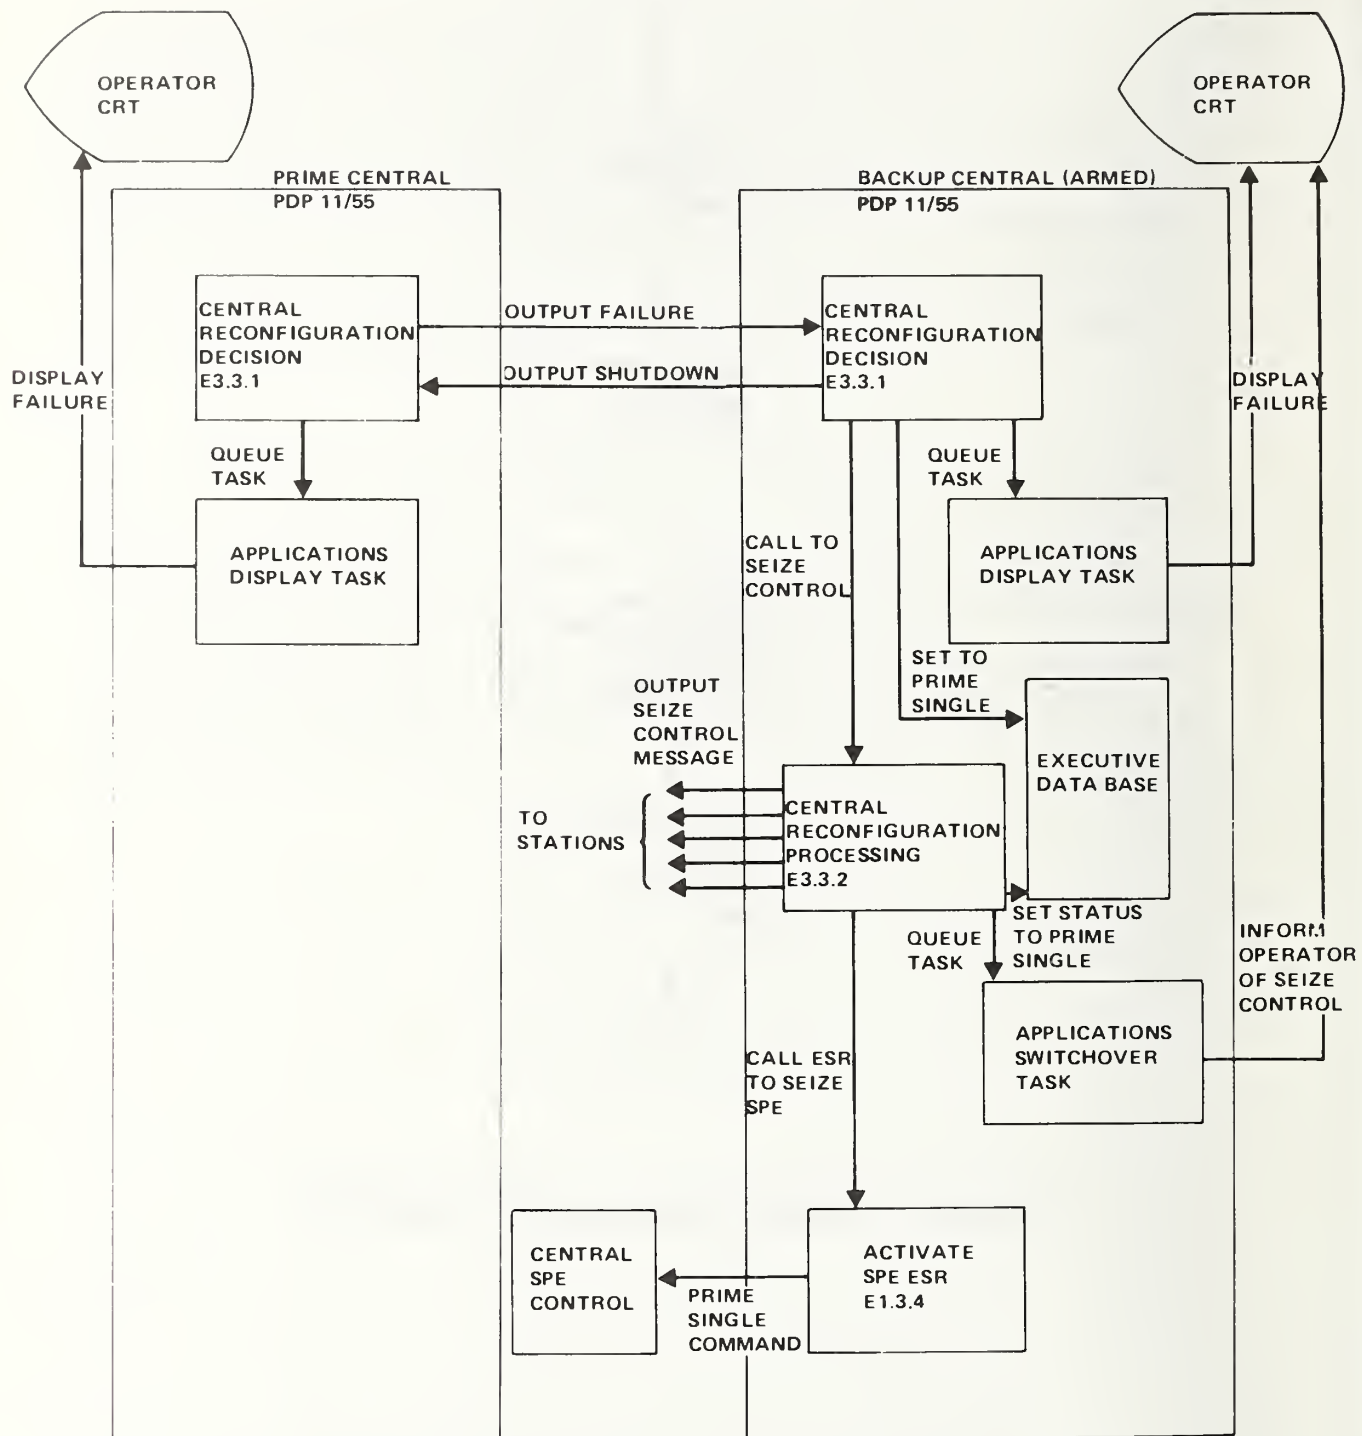 OPERATOR
CRT
OPERATOR
CRT
PRIME CENTRAL
PDP 11/55
BACKUP CENTRAL (ARMED)
PDP 11/55
CENTRAL
RECONFIGURATION
DECISION
E3.3.1
OUTPUT FAILURE
OUTPUT SHUTDOWN
CENTRAL
RECONFIGURATION
DECISION
E3.3.1
DISPLAY
FAILURE
DISPLAY
FAILURE
QUEUE
TASK
QUEUE
TASK
APPLICATIONS
DISPLAY TASK
CALL TO
SEIZE
CONTROL
APPLICATIONS
DISPLAY TASK
SET TO
PRIME
SINGLE
OUTPUT
SEIZE
CONTROL
MESSAGE
EXECUTIVE
DATA BASE
TO
STATIONS
CENTRAL
RECONFIGURATION
PROCESSING
E3.3.2
QUEUE
TASK
SET STATUS
TO PRIME
SINGLE
INFORM
OPERATOR
OF SEIZE
CONTROL
APPLICATIONS
SWITCHOVER
TASK
CALL ESR
TO SEIZE
SPE
CENTRAL
SPE
CONTROL
PRIME
SINGLE
COMMAND
ACTIVATE
SPE ESR
E1.3.4